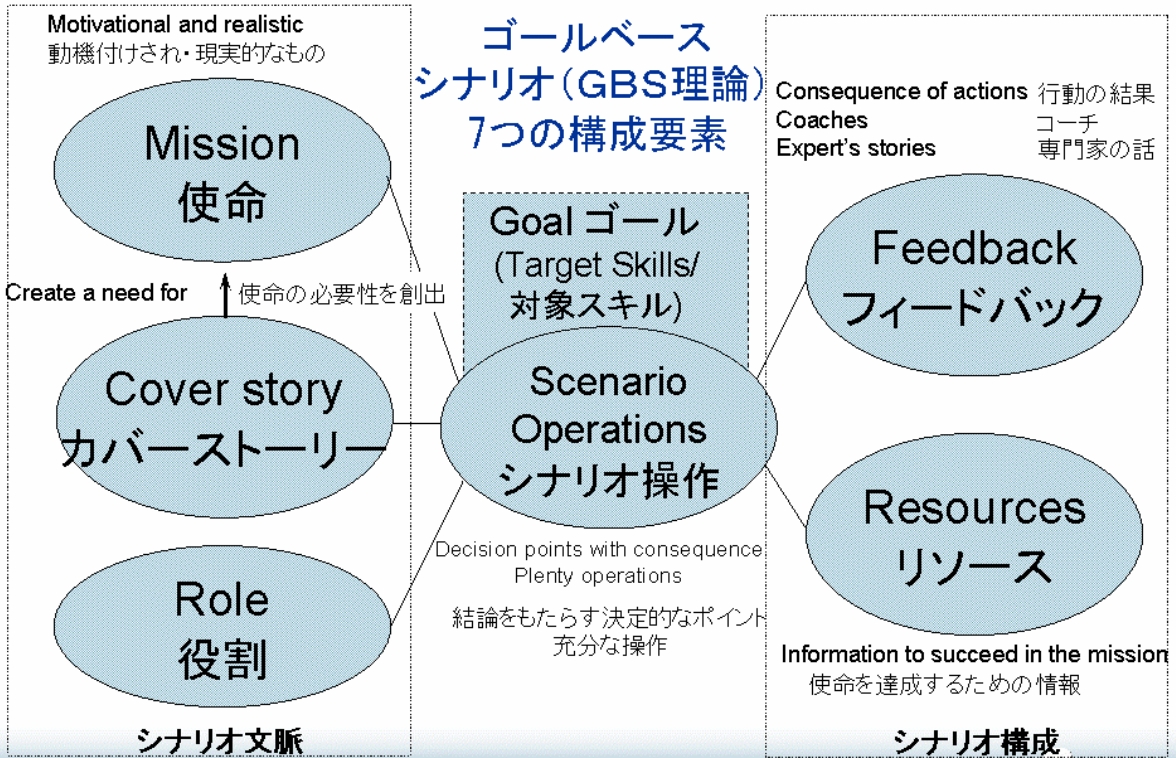 Motivational and realistic
動機付けされ・現実的なもの
Mission
使命
Create a need for
使命の必要性を創出
Cover story
カバーストーリー
Role
役割
シナリオ文脈
ゴールベース
シナリオ(GBS理論)
7つの構成要素
Goal ゴール
(Target Skills/
対象スキル)
Scenario
Operations
シナリオ操作
Decision points with consequence
Plenty operations
結論をもたらす決定的なポイント
充分な操作
Consequence of actions 行動の結果
Coaches コーチ
Expert's stories 専門家の話
Feedback
フィードバック
Resources
リソース
Information to succeed in the mission
使命を達成するための情報
シナリオ構成